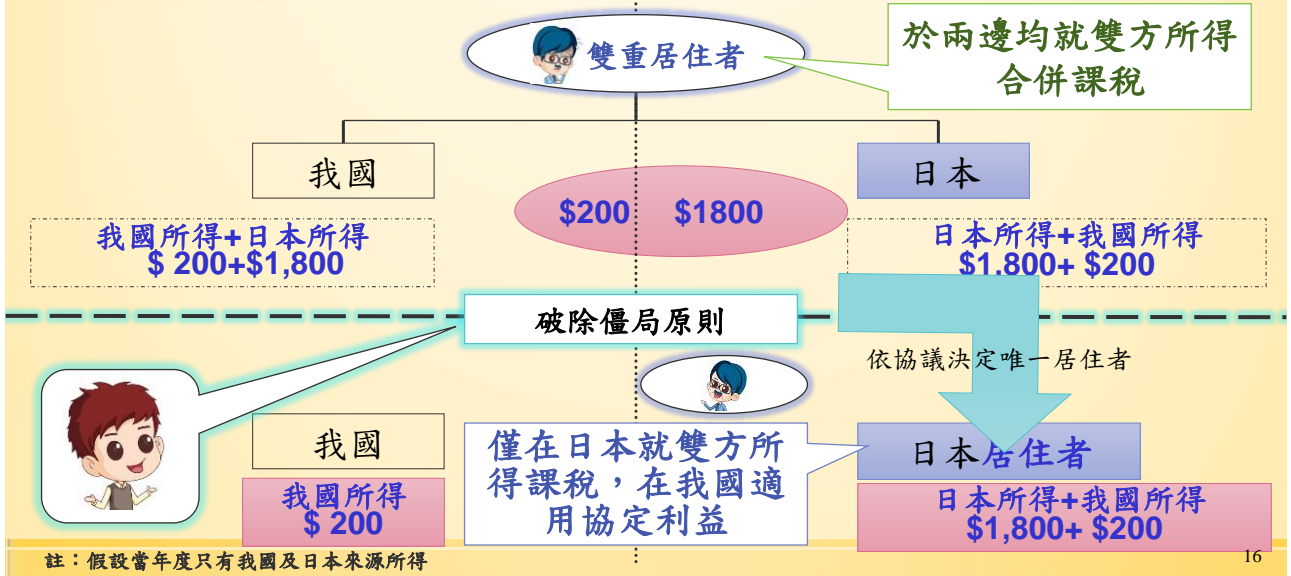 雙重居住者
於兩邊均就雙方所得
合併課稅
我國
日本
$200 $1800
我國所得+日本所得
$ 200+$1,800
日本所得+我國所得
$1,800+ $200
破除僵局原則
依協議決定唯一居住者
我國
我國所得
$ 200
僅在日本就雙方所
得課稅，在我國適
用協定利益
日本居住者
日本所得+我國所得
$1,800+ $200
註：假設當年度只有我國及日本來源所得
16